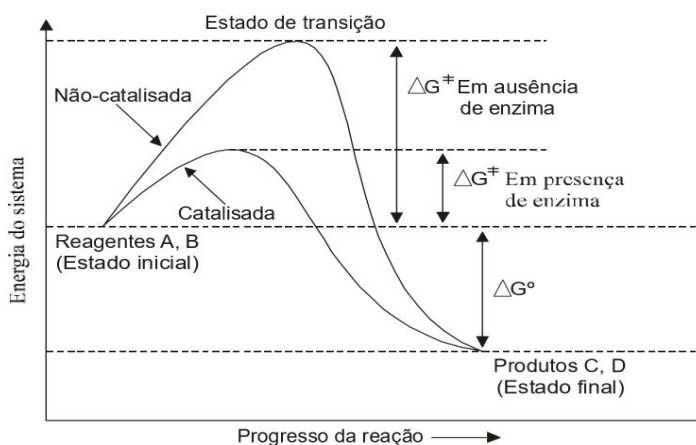 Estado de transição
Não-catalisada
△G‡ Em ausência
de enzima
△G‡ Em presença
de enzima
Catalisada
Energia do sistema
Reagentes A, B
(Estado inicial)
△Gº
Produtos C, D
(Estado final)
Progresso da reação